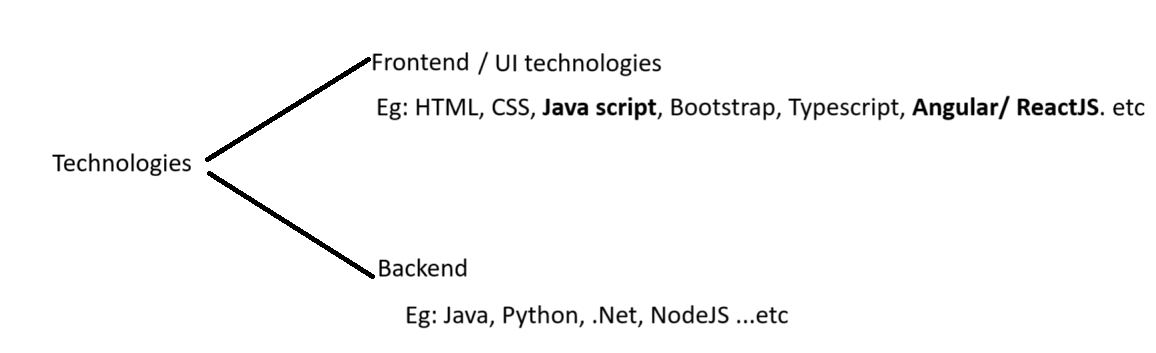 Frontend / UI technologies
Eg: HTML, CSS, Java script, Bootstrap, Typescript, Angular/ ReactJS. etc
Technologies
Backend
Eg: Java, Python, .Net, NodeJS ...etc